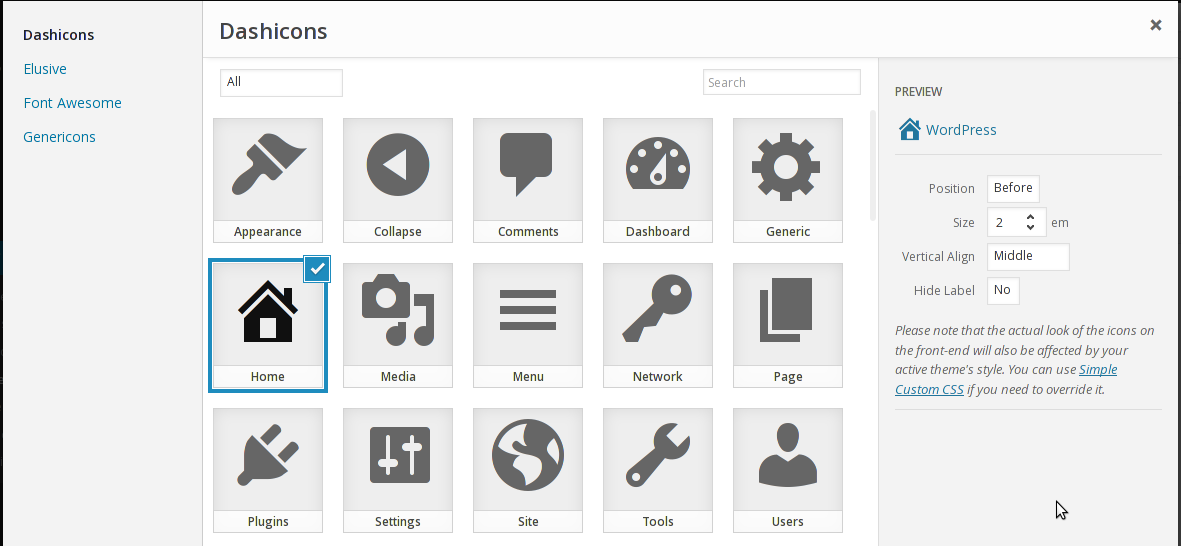 Dashicons
Elusive
Font Awesome
Genericons
Dashicons
All
Search
Appearance
Collapse
Comments
Dashboard
Generic
Home
Media
Menu
Network
Page
Plugins
Settings
Site
Tools
Users
PREVIEW
WordPress
Position Before
Size 2 em
Vertical Align Middle
Hide Label No
Please note that the actual look of the icons on
the front-end will also be affected by your
active theme's style. You can use Simple
Custom CSS if you need to override it.